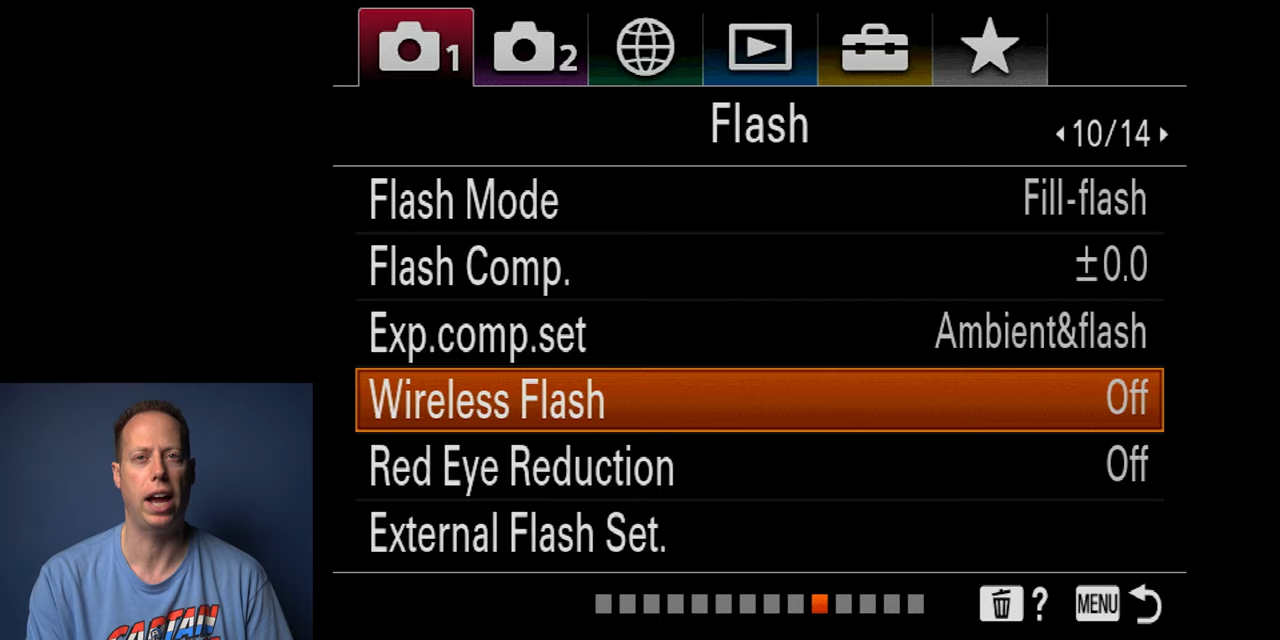 1 2
Flash
10/14
Flash Mode Fill-flash
Flash Comp. ±0.0
Exp.comp.set Ambient&flash
Wireless Flash Off
Red Eye Reduction Off
External Flash Set.
? MENU
CAPTAIN